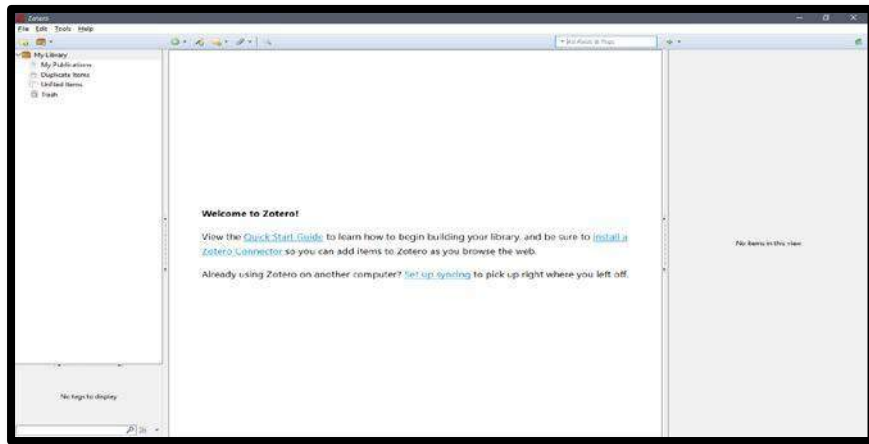 Zotero
File Edit Tools Help
My Library
My Publications
Duplicate Items
Unfiled Items
Trash
Welcome to Zotero!
View the Quick Start Guide to learn how to begin building your library, and be sure to install a
Zotero Connector so you can add items to Zotero as you browse the web.
Already using Zotero on another computer? Set up syncing to pick up right where you left off.
No items in this view
No tags to display